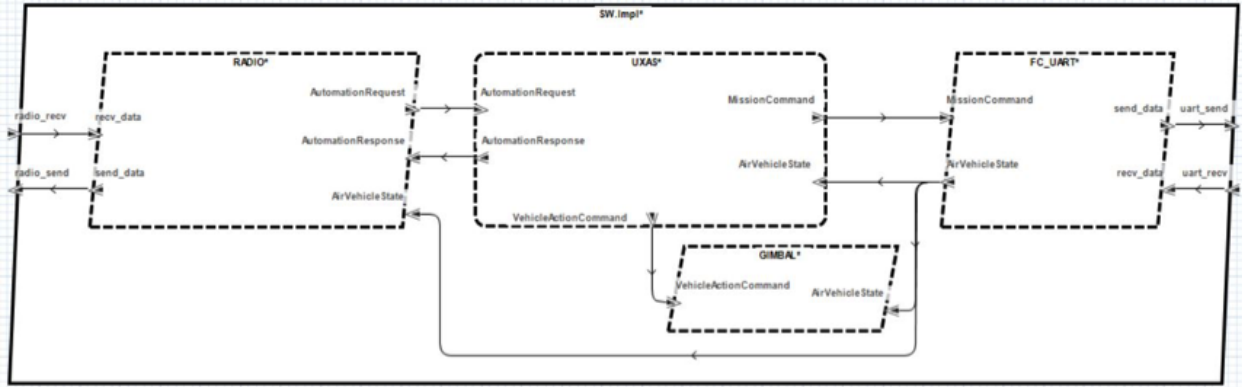 SW.Impl*
RADIO*
UXAS*
FC_UART*
AutomationRequest
AutomationRequest
MissionCommand
MissionCommand
send_data
uart_send
radio_recv
recv_data
AutomationResponse
AutomationResponse
AirVehicleState
AirVehicleState
radio_send
send_data
recv_data
uart_recv
AirVehicleState
VehicleActionCommand
GIMBAL*
VehicleActionCommand
AirVehicleState